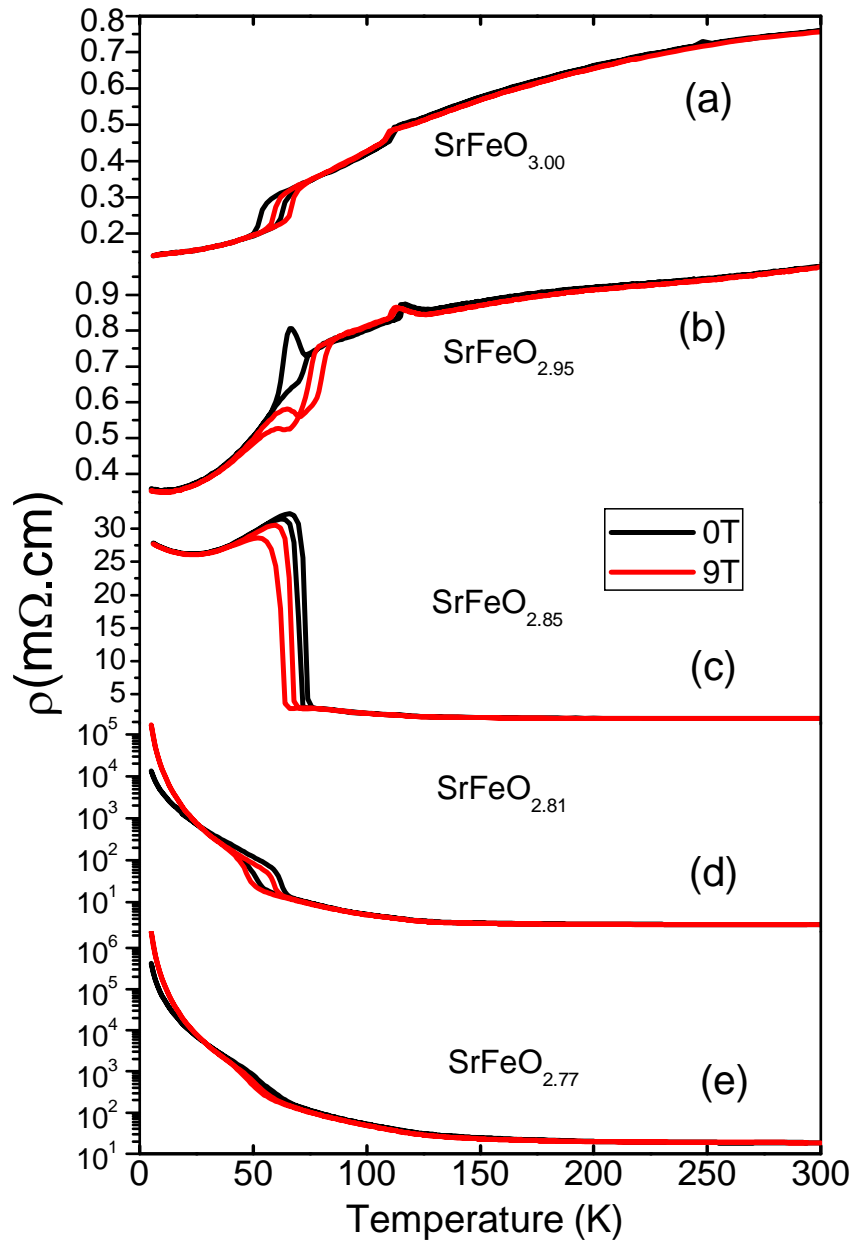 0.8
0.7
0.6
0.5
0.4
0.3
0.2
(a)
SrFeO3.00
0.9
0.8
0.7
0.6
0.5
0.4
(b)
SrFeO2.95
30
25
20
15
10
5
0T
9T
SrFeO2.85
(c)
ρ(mΩ.cm)
10^5
10^4
10^3
10^2
10^1
SrFeO2.81
(d)
10^6
10^5
10^4
10^3
10^2
10^1
SrFeO2.77
(e)
0 50 100 150 200 250 300
Temperature (K)